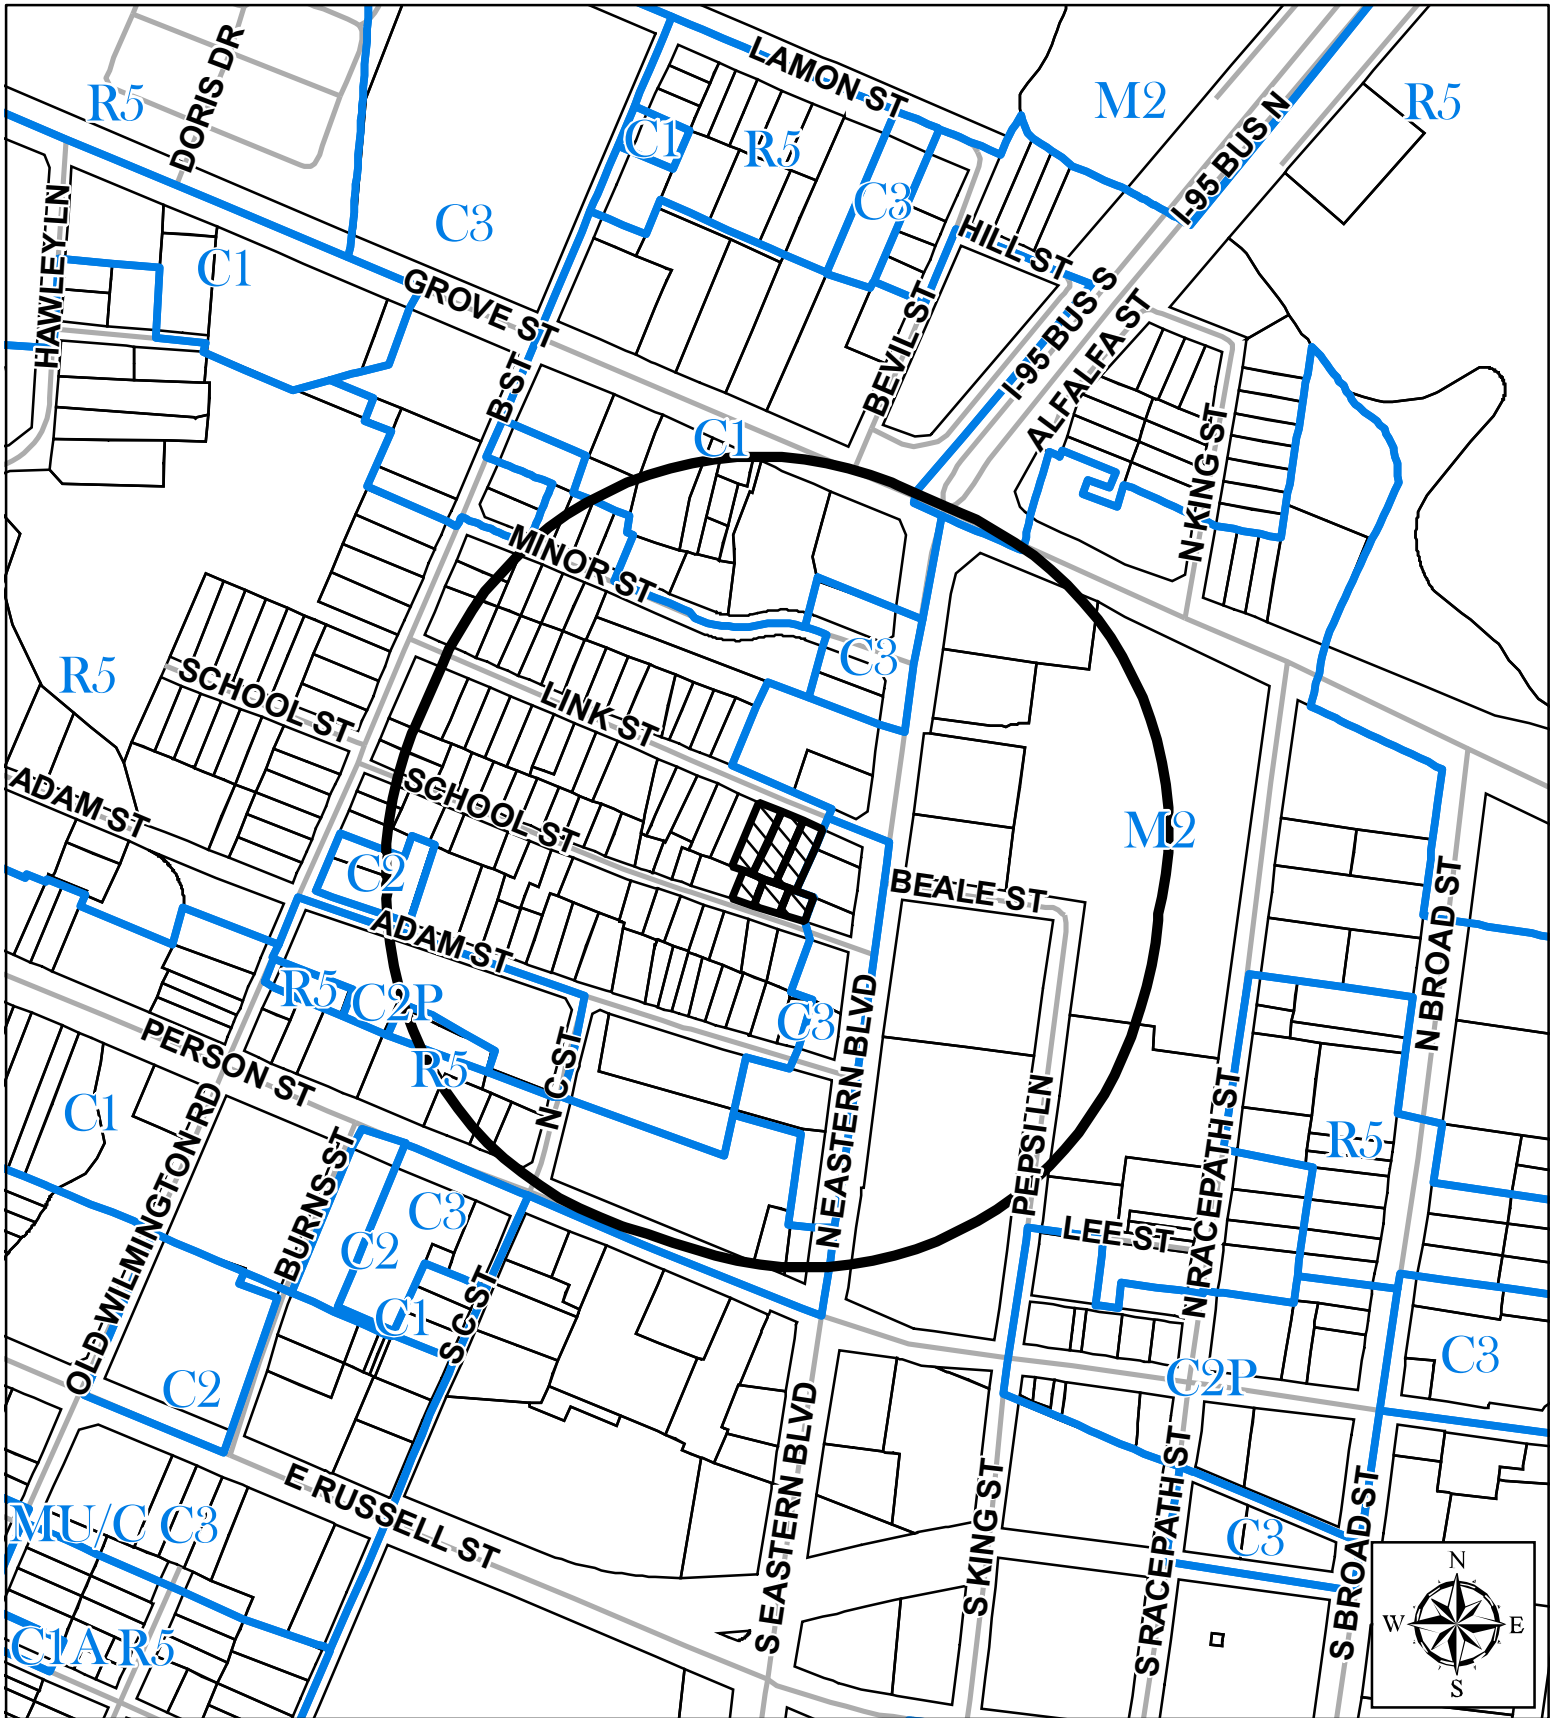 LAMON ST
DORIS DR
R5
M2
R5
I-95 BUS N
C1
R5
C3
C3
HAWLEY LN
C1
HILL ST
GROVE ST
BEVIL ST
I-95 BUS S
ALFALFA ST
B ST
C1
N KING ST
MINOR ST
C3
R5
SCHOOL ST
LINK ST
ADAM ST
SCHOOL ST
M2
C2
BEALE ST
N BROAD ST
ADAM ST
R5
C2P
C3
N EASTERN BLVD
PERSON ST
R5
N C ST
C1
PEPSI LN
N RACEPATH ST
R5
OLD WILMINGTON RD
BURNS ST
C3
C2
LEE ST
C1
S C ST
C2
C2P
C3
S EASTERN BLVD
E RUSSELL ST
MU/C
C3
S KING ST
S RACEPATH ST
C3
S BROAD ST
N
W
E
S
C1A
R5